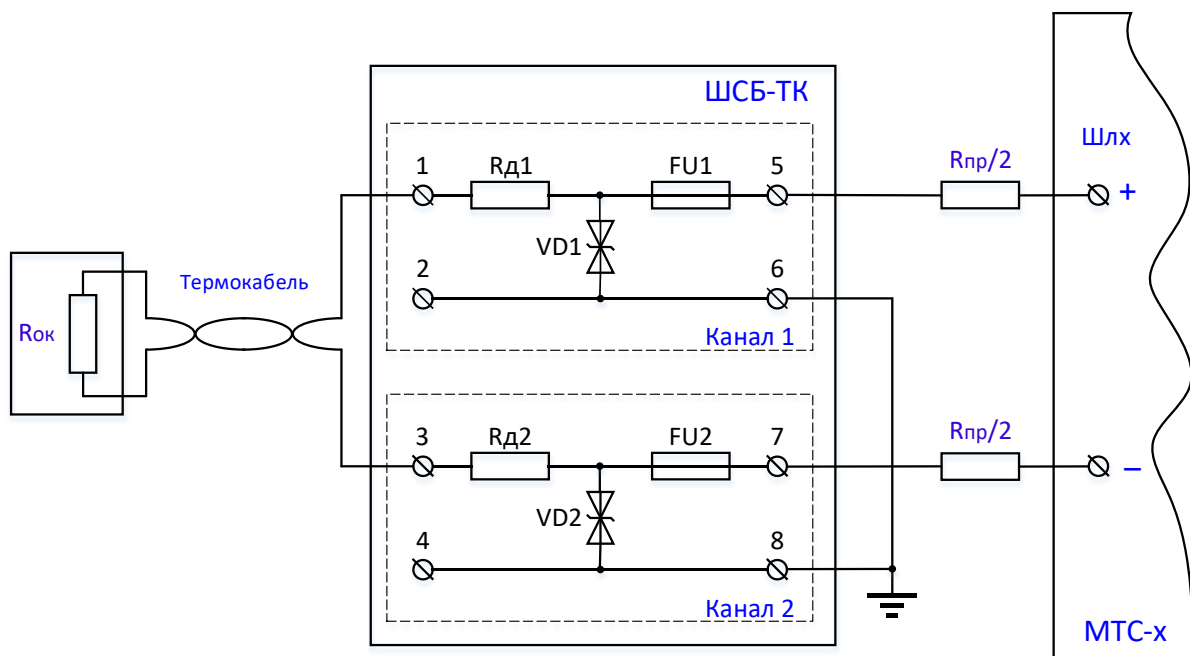 ШСБ-ТК
Шлх
1
Rд1
FU1
5
Rпр/2
+
VD1
2
6
Термокабель
Rок
Канал 1
3
Rд2
FU2
7
Rпр/2
–
VD2
4
8
Канал 2
МТС-х